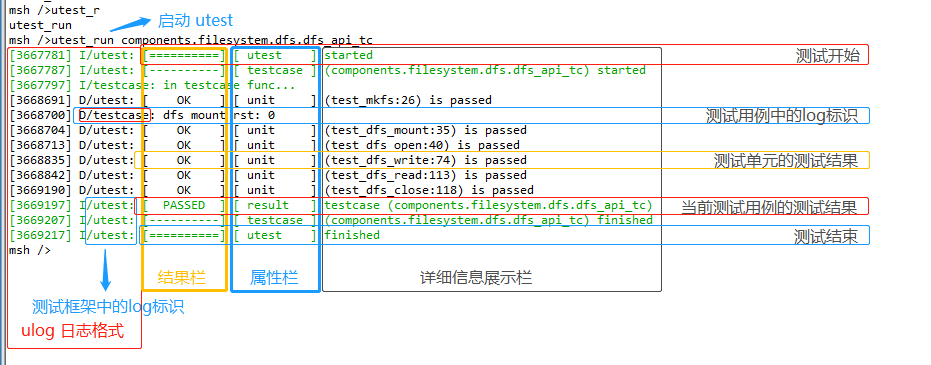 msh />utest_r
utest_run
启动 utest
msh />utest_run components.filesystem.dfs.dfs_api_tc
[3667781] I/utest: [==========] [ utest    ] started
测试开始
[3667787] I/utest: [----------] [ testcase ] (components.filesystem.dfs.dfs_api_tc) started
[3667797] I/testcase: in testcase func...
[3668691] D/utest: [    OK    ] [ unit     ] (test_mkfs:26) is passed
[3668700] D/testcase: dfs mount rst: 0
测试用例中的log标识
[3668704] D/utest: [    OK    ] [ unit     ] (test_dfs_mount:35) is passed
[3668713] D/utest: [    OK    ] [ unit     ] (test_dfs_open:40) is passed
[3668835] D/utest: [    OK    ] [ unit     ] (test_dfs_write:74) is passed
测试单元的测试结果
[3668842] D/utest: [    OK    ] [ unit     ] (test_dfs_read:113) is passed
[3669190] D/utest: [    OK    ] [ unit     ] (test_dfs_close:118) is passed
[3669197] I/utest: [  PASSED  ] [ result   ] testcase (components.filesystem.dfs.dfs_api_tc)
当前测试用例的测试结果
[3669207] I/utest: [----------] [ testcase ] (components.filesystem.dfs.dfs_api_tc) finished
[3669217] I/utest: [==========] [ utest    ] finished
测试结束
msh />
结果栏
属性栏
详细信息展示栏
测试框架中的log标识
ulog 日志格式